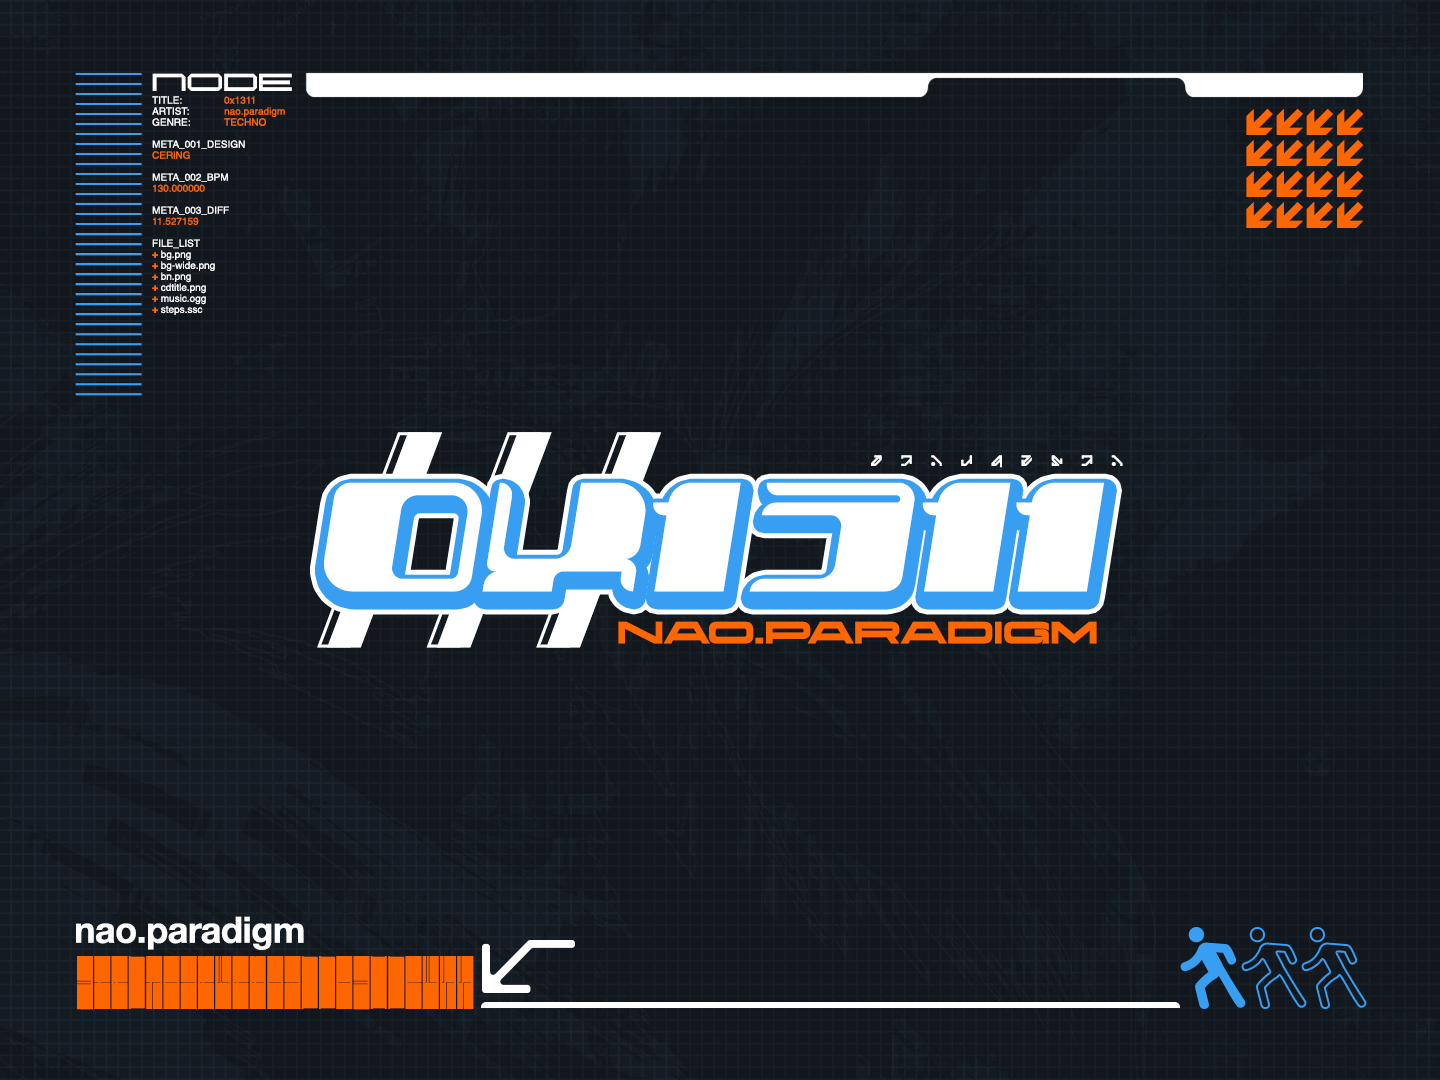 NODE
TITLE: 0x1311
ARTIST: nao.paradigm
GENRE: TECHNO
META_001_DESIGN
CERING
META_002_BPM
130.000000
META_003_DIFF
11.527159
FILE_LIST
+ bg.png
+ bg-wide.png
+ bn.png
+ cdtitle.png
+ music.ogg
+ steps.ssc
0x1311
NAO.PARADIGM
nao.paradigm